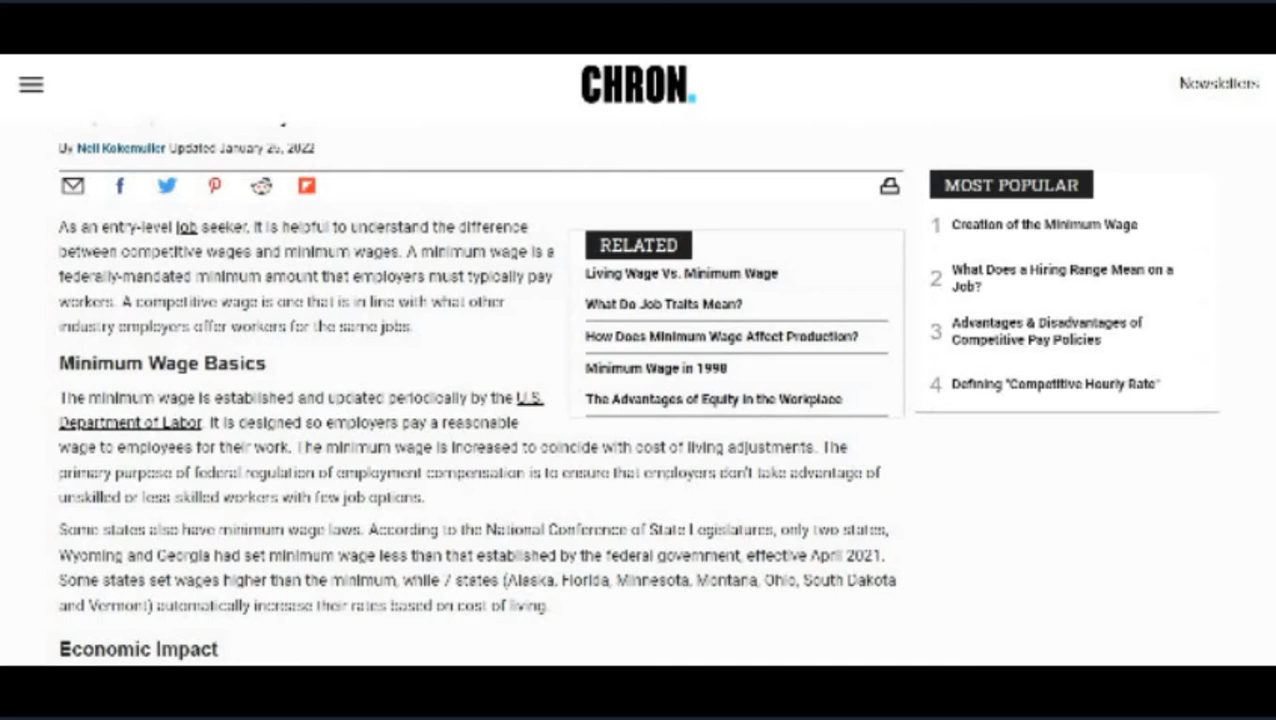 CHRON.
Newsletters
By Neil Kokemuller Updated January 25, 2022
As an entry-level job seeker, it is helpful to understand the difference
between competitive wages and minimum wages. A minimum wage is a
federally-mandated minimum amount that employers must typically pay
workers. A competitive wage is one that is in line with what other
industry employers offer workers for the same jobs.
RELATED
Living Wage Vs. Minimum Wage
What Do Job Traits Mean?
How Does Minimum Wage Affect Production?
Minimum Wage in 1998
The Advantages of Equity in the Workplace
Minimum Wage Basics
The minimum wage is established and updated periodically by the U.S.
Department of Labor. It is designed so employers pay a reasonable
wage to employees for their work. The minimum wage is increased to coincide with cost of living adjustments. The
primary purpose of federal regulation of employment compensation is to ensure that employers don't take advantage of
unskilled or less skilled workers with few job options.
Some states also have minimum wage laws. According to the National Conference of State Legislatures, only two states,
Wyoming and Georgia had set minimum wage less than that established by the federal government, effective April 2021.
Some states set wages higher than the minimum, while 7 states (Alaska, Florida, Minnesota, Montana, Ohio, South Dakota
and Vermont) automatically increase their rates based on cost of living.
Economic Impact
MOST POPULAR
1 Creation of the Minimum Wage
2 What Does a Hiring Range Mean on a
Job?
3 Advantages & Disadvantages of
Competitive Pay Policies
4 Defining "Competitive Hourly Rate"